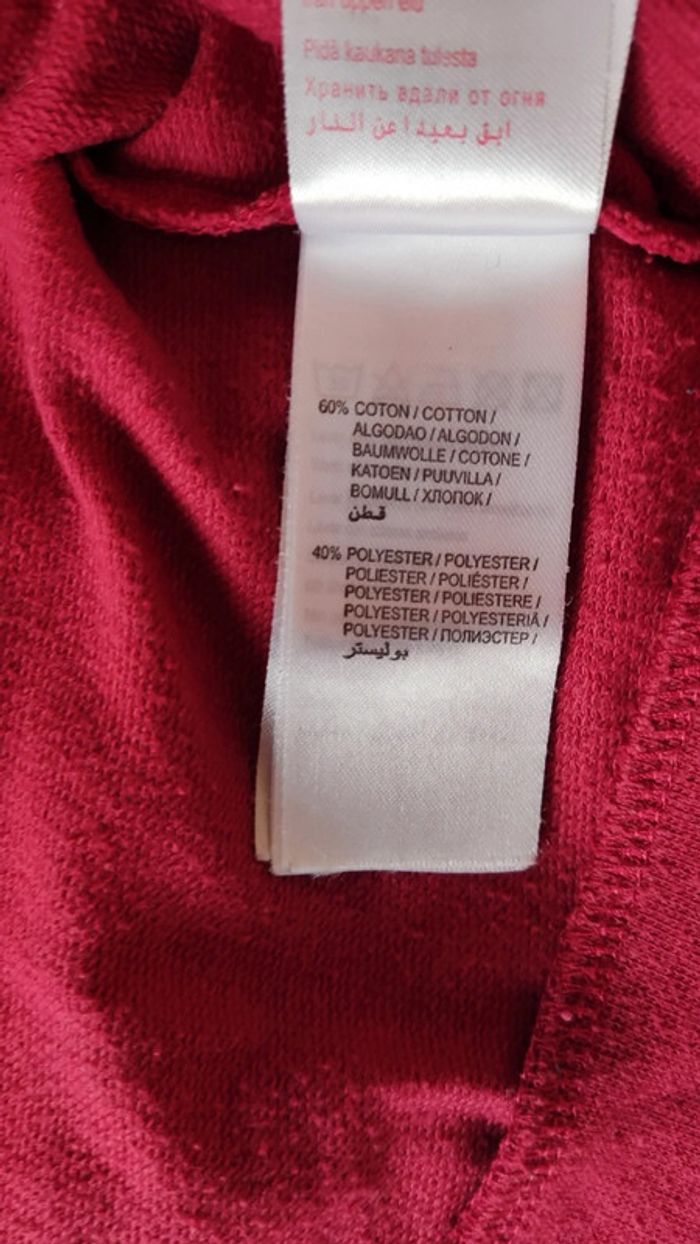 Pidä kaukana tulesta
Хранить вдали от огня
ابق بعيدا عن النار
60% COTON / COTTON /
ALGODAO / ALGODON /
BAUMWOLLE / COTONE /
KATOEN / PUUVILLA /
BOMULL / ХЛОПОК /
قطن
40% POLYESTER / POLYESTER /
POLIESTER / POLIÉSTER /
POLYESTER / POLIESTERE /
POLYESTER / POLYESTERIÄ /
POLYESTER / ПОЛИЭСТЕР /
بوليستر